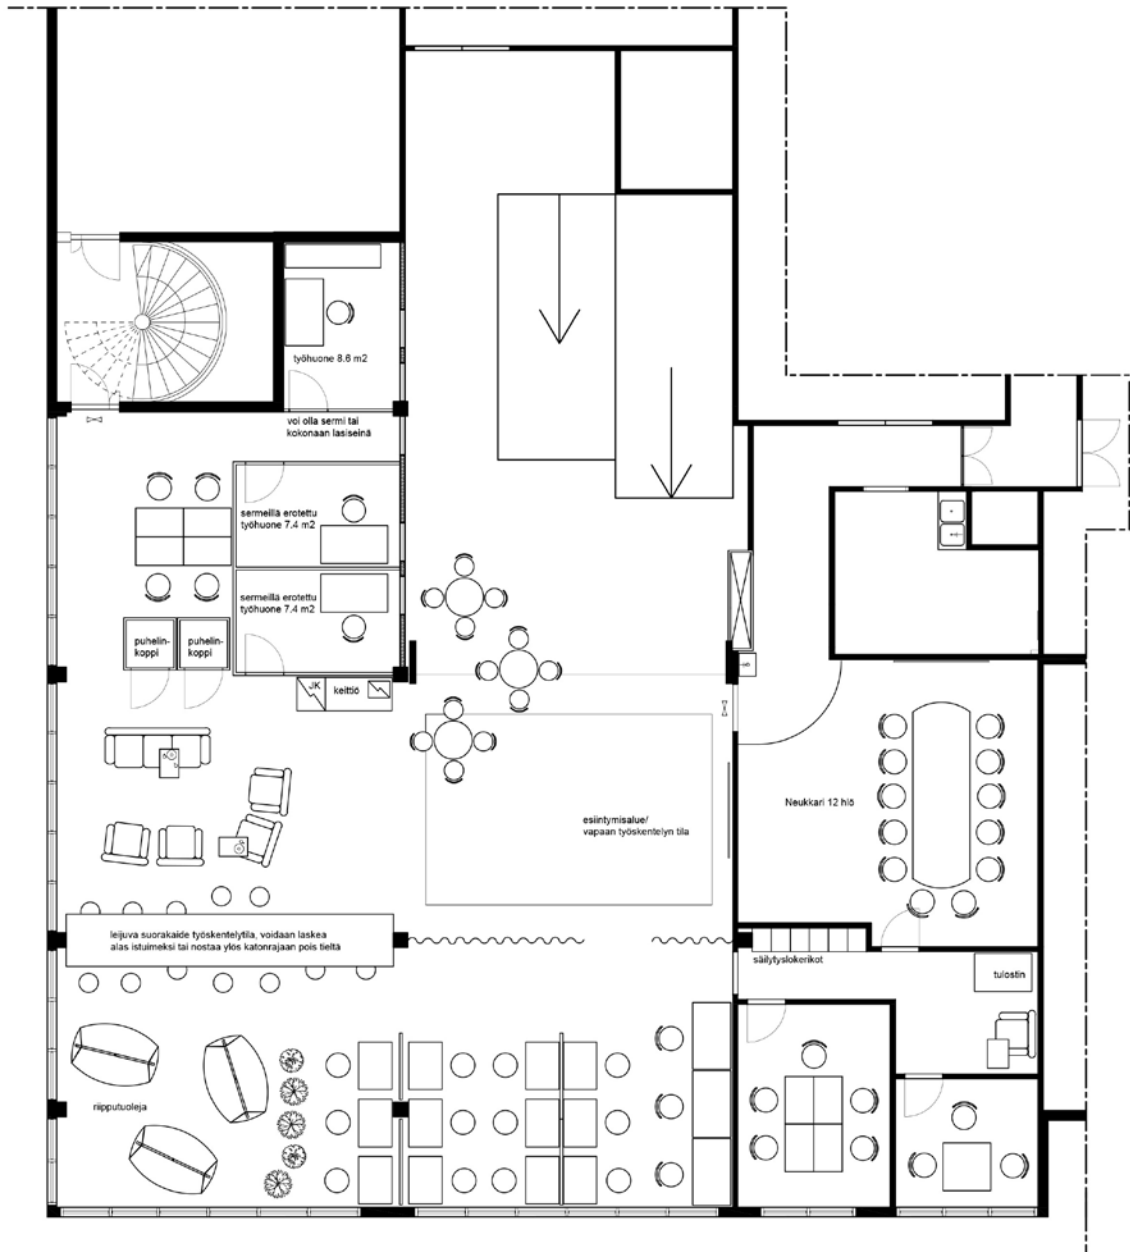 työhuone 8.6 m2
voi olla sermi tai
kokonaan lasiseinä
sermeillä erotettu
työhuone 7.4 m2
sermeillä erotettu
työhuone 7.4 m2
puhelin-
koppi
puhelin-
koppi
JK
keittiö
esiintymisalue/
vapaan työskentelyn tila
Neukkari 12 hlö
leijuva suorakaide työskentelytila, voidaan laskea
alas istuimeksi tai nostaa ylös katonrajaan pois tieltä
säilytyslokerikot
tulostin
riipputuoleja